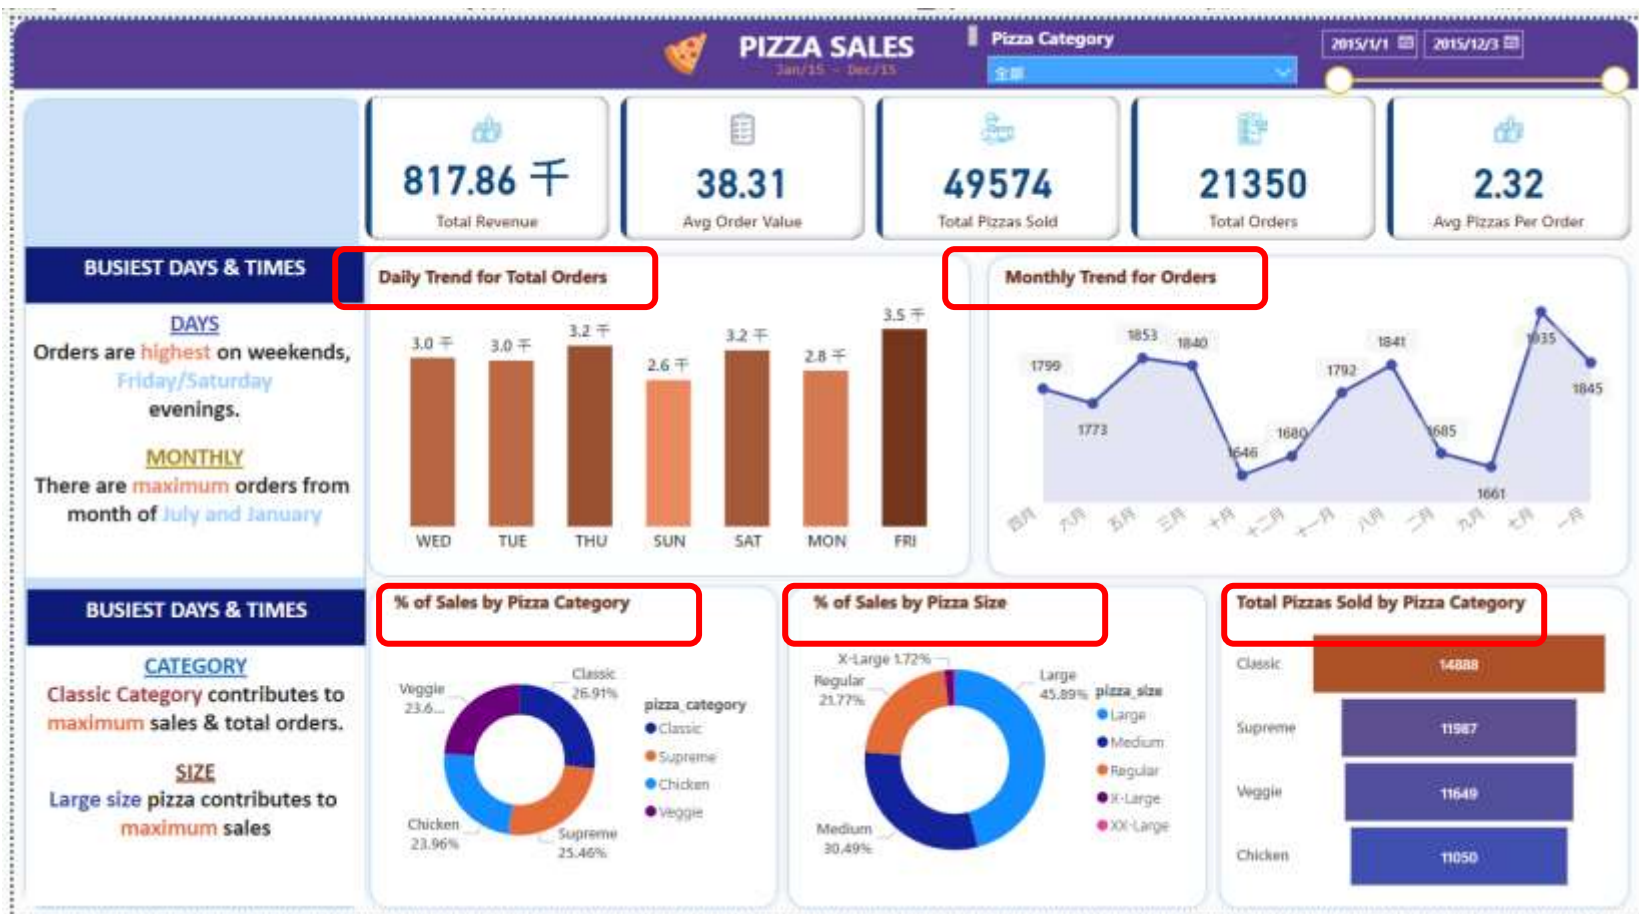 PIZZA SALES
Jan/15 - Dec/15
Pizza Category
全部
2015/1/1
2015/12/3
817.86 千
Total Revenue
38.31
Avg Order Value
49574
Total Pizzas Sold
21350
Total Orders
2.32
Avg Pizzas Per Order
BUSIEST DAYS & TIMES
DAYS
Orders are highest on weekends,
Friday/Saturday
evenings.
MONTHLY
There are maximum orders from
month of July and January
Daily Trend for Total Orders
3.0 千
3.0 千
3.2 千
2.6 千
3.2 千
2.8 千
3.5 千
WED
TUE
THU
SUN
SAT
MON
FRI
Monthly Trend for Orders
1799
1773
1853
1840
1646
1680
1792
1841
1685
1661
1935
1845
四月
六月
五月
三月
十月
十二月
十一月
八月
二月
九月
七月
一月
BUSIEST DAYS & TIMES
CATEGORY
Classic Category contributes to
maximum sales & total orders.
SIZE
Large size pizza contributes to
maximum sales
% of Sales by Pizza Category
Veggie
23.6...
Classic
26.91%
Chicken
23.96%
Supreme
25.46%
pizza_category
Classic
Supreme
Chicken
Veggie
% of Sales by Pizza Size
X-Large 1.72%
Regular
21.77%
Large
45.89%
Medium
30.49%
pizza_size
Large
Medium
Regular
X-Large
XX-Large
Total Pizzas Sold by Pizza Category
Classic
14888
Supreme
11987
Veggie
11649
Chicken
11050